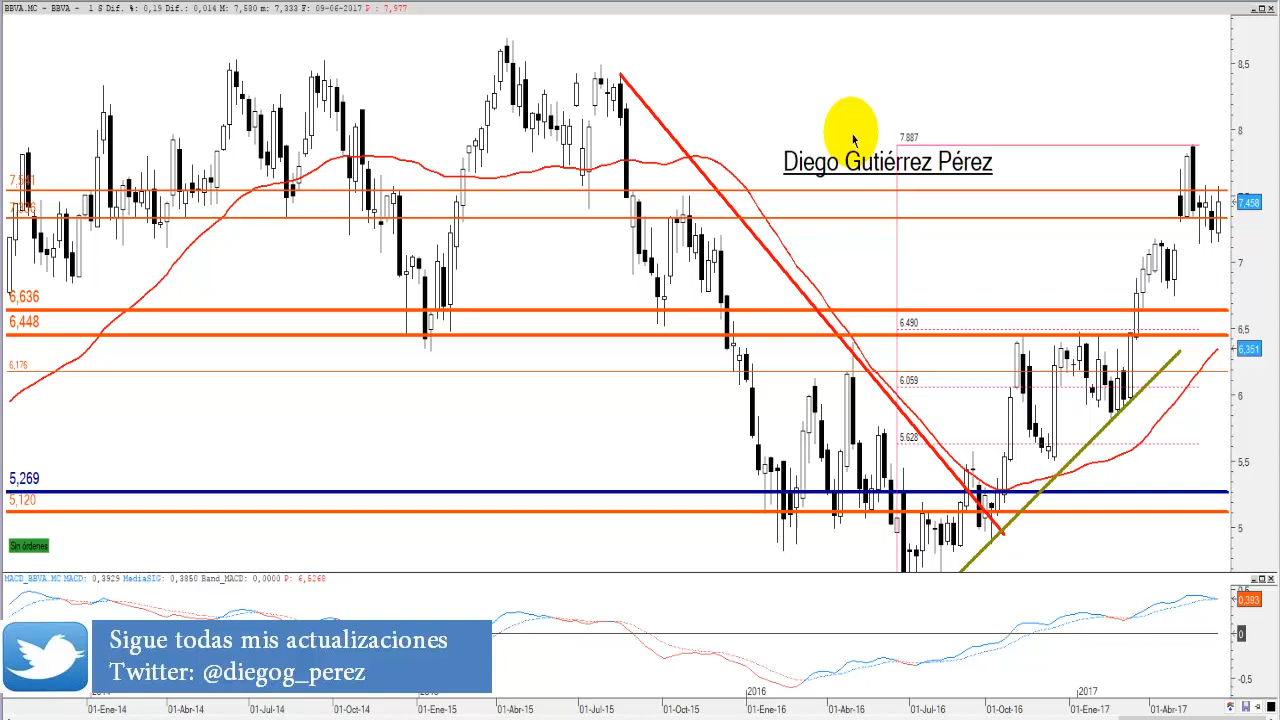 BBVA.MC - BBVA - 1 S Dif. %: 0,19 Dif.: 0,014 M: 7,580 m: 7,333 F: 09-06-2017 P : 7,977
8,5
8
7.887
Diego Gutiérrez Pérez
7,458
7
6,636
6.490
6,5
6,448
6,351
6,176
6.059
6
5.628
5,5
5,269
5,120
5
Sin órdenes
MACD_BBVA.MC MACD: 0,3929 MediaSIG: 0,3850 Band_MACD: 0,0000 P: 6,5268
0,393
0
-0.5
Sigue todas mis actualizaciones
Twitter: @diegog_perez
2016
2017
01-Ene-14
01-Abr-14
01-Jul-14
01-Oct-14
01-Ene-15
01-Abr-15
01-Jul-15
01-Oct-15
01-Ene-16
01-Abr-16
01-Jul-16
01-Oct-16
01-Ene-17
01-Abr-17